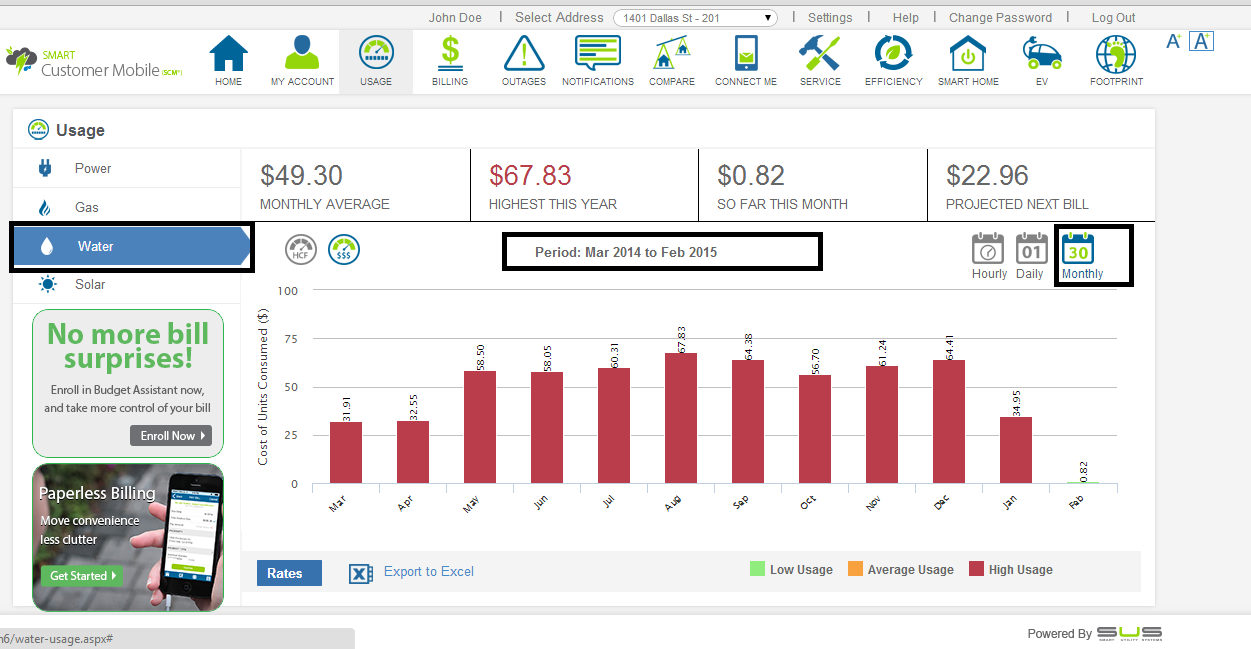 John Doe | Select Address 1401 Dallas St - 201 ▼ | Settings | Help | Change Password | Log Out
SMART
Customer Mobile (SCM®)
HOME MY ACCOUNT USAGE BILLING OUTAGES NOTIFICATIONS COMPARE CONNECT ME SERVICE EFFICIENCY SMART HOME EV FOOTPRINT
A+ A+
Usage
Power
Gas
Water
Solar
$49.30
MONTHLY AVERAGE
$67.83
HIGHEST THIS YEAR
$0.82
SO FAR THIS MONTH
$22.96
PROJECTED NEXT BILL
HCF
$$$
Period: Mar 2014 to Feb 2015
Hourly
01
Daily
30
Monthly
Cost of Units Consumed ($)
100
75
50
25
0
31.91
32.55
58.50
58.05
60.31
67.83
64.38
56.70
61.24
64.41
34.95
0.82
Mar Apr May Jun Jul Aug Sep Oct Nov Dec Jan Feb
Rates
Export to Excel
Low Usage Average Usage High Usage
No more bill
surprises!
Enroll in Budget Assistant now,
and take more control of your bill
Enroll Now
Paperless Billing
Move convenience
less clutter
Get Started
Powered By SUS
SMART UTILITY SYSTEMS
n6/water-usage.aspx#